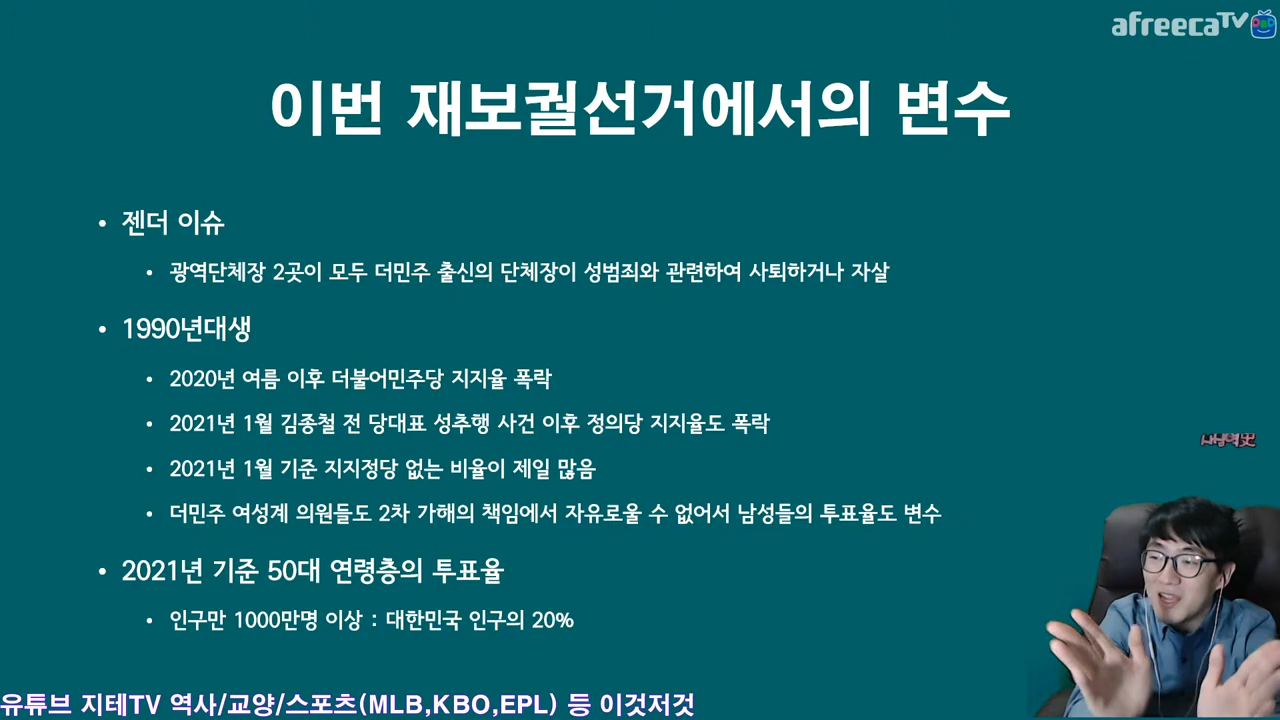 afreecaTV
이번 재보궐선거에서의 변수
• 젠더 이슈
• 광역단체장 2곳이 모두 더민주 출신의 단체장이 성범죄와 관련하여 사퇴하거나 자살
• 1990년대생
• 2020년 여름 이후 더불어민주당 지지율 폭락
• 2021년 1월 김종철 전 당대표 성추행 사건 이후 정의당 지지율도 폭락
• 2021년 1월 기준 지지정당 없는 비율이 제일 많음
• 더민주 여성계 의원들도 2차 가해의 책임에서 자유로울 수 없어서 남성들의 투표율도 변수
• 2021년 기준 50대 연령층의 투표율
• 인구만 1000만명 이상 : 대한민국 인구의 20%
유튜브 지테TV 역사/교양/스포츠(MLB,KBO,EPL) 등 이것저것